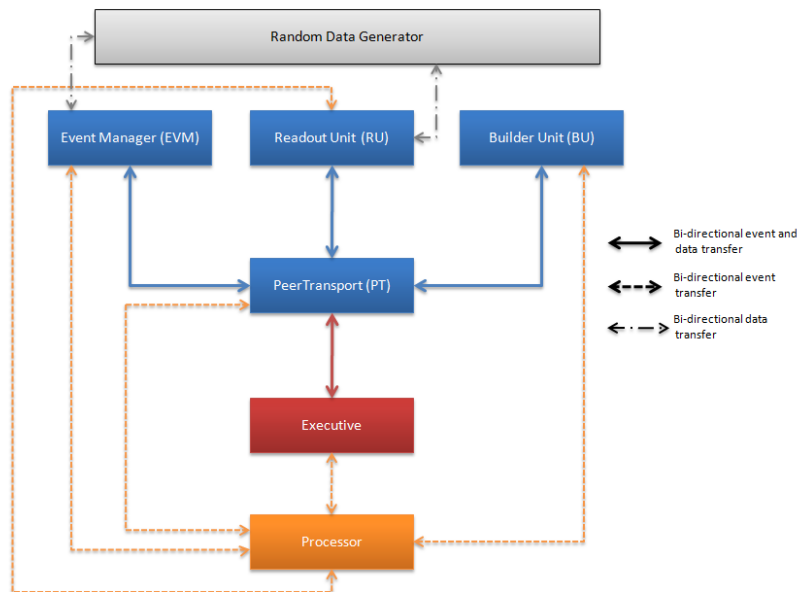 Random Data Generator
Event Manager (EVM)
Readout Unit (RU)
Builder Unit (BU)
Bi-directional event and
data transfer
PeerTransport (PT)
Bi-directional event
transfer
Bi-directional data
transfer
Executive
Processor